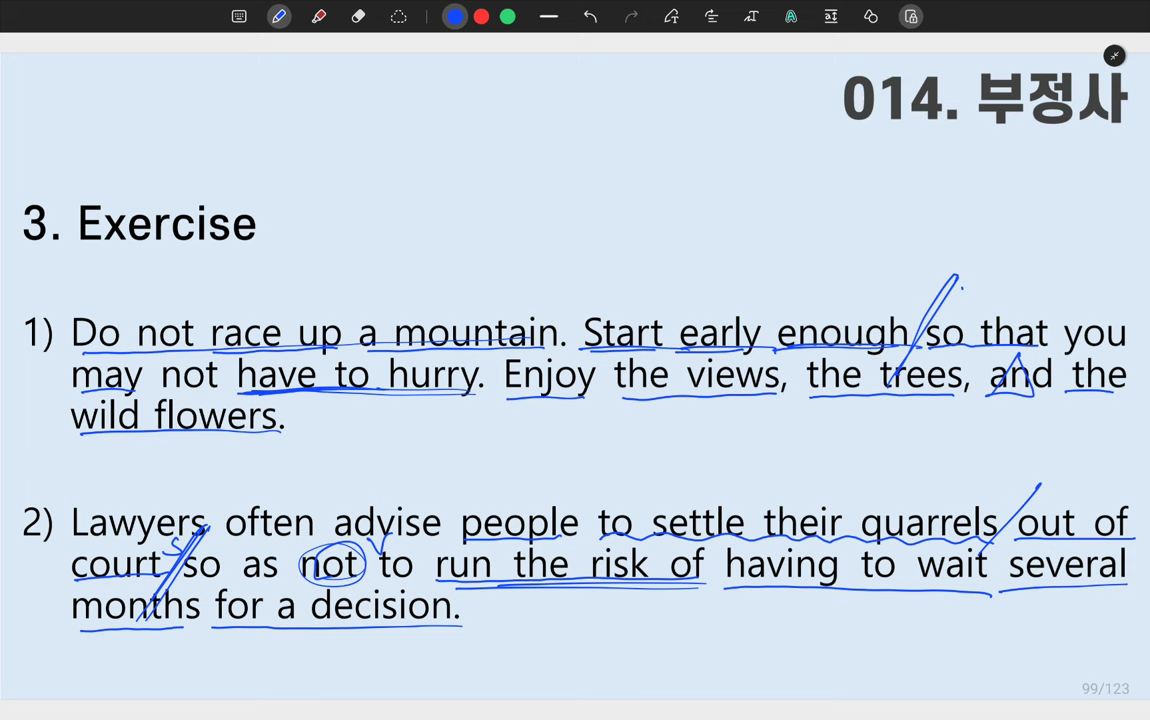 014. 부정사
3. Exercise
1) Do not race up a mountain. Start early enough so that you
may not have to hurry. Enjoy the views, the trees, and the
wild flowers.
2) Lawyers often advise people to settle their quarrels out of
court so as not to run the risk of having to wait several
months for a decision.
99/123